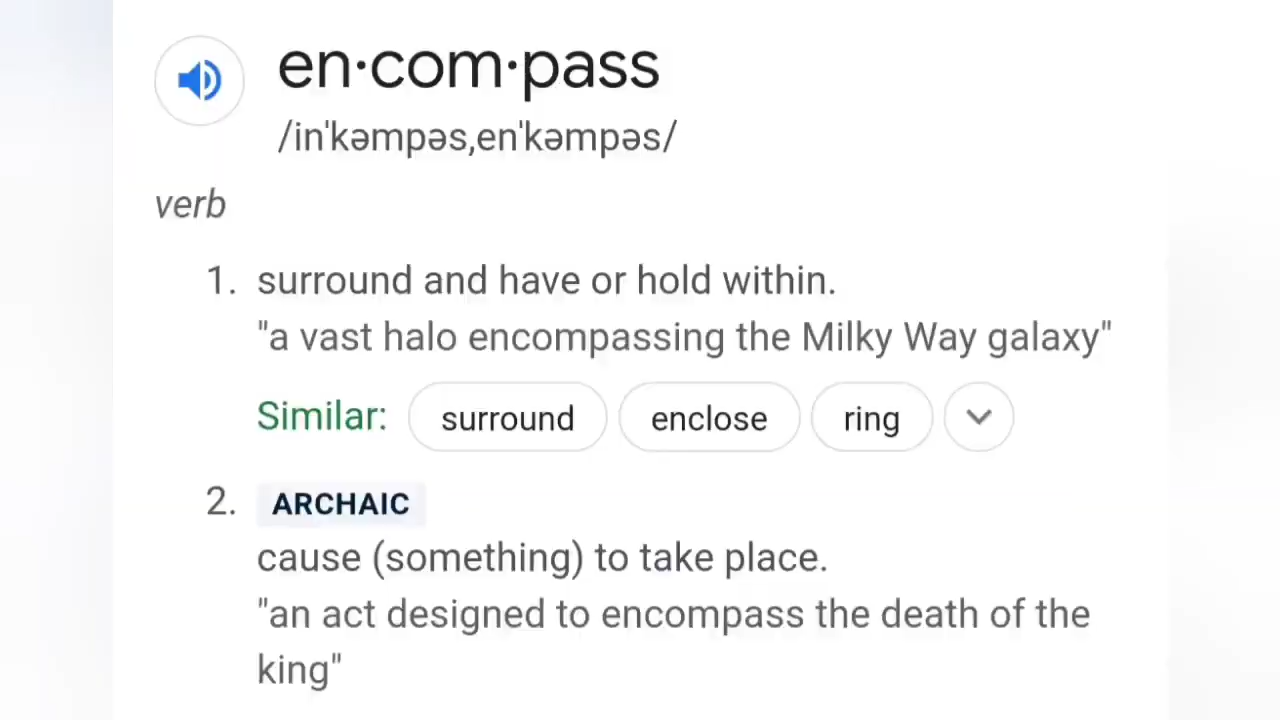 en·com·pass
/inˈkəmpəs,enˈkəmpəs/
verb
1. surround and have or hold within.
"a vast halo encompassing the Milky Way galaxy"
Similar: surround enclose ring
2. ARCHAIC
cause (something) to take place.
"an act designed to encompass the death of the
king"